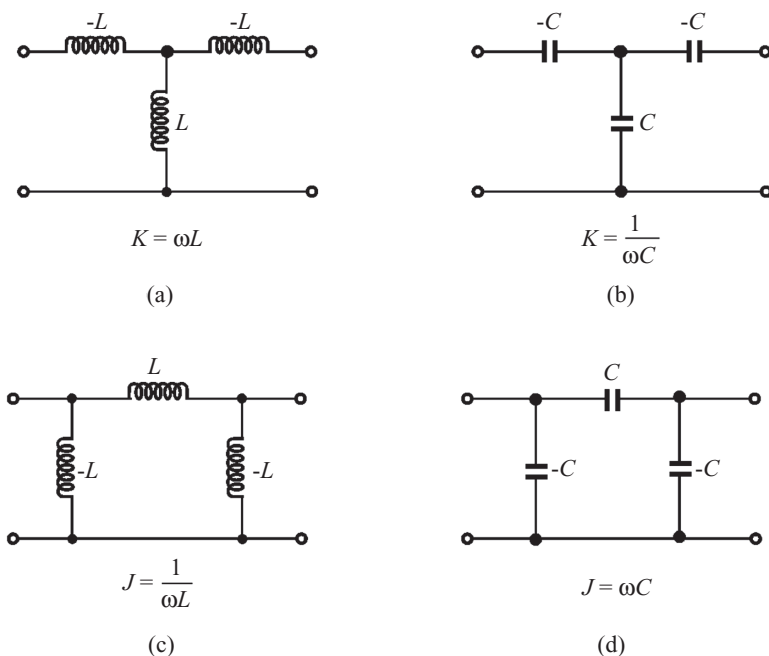 -L -L
L
K = ωL
(a)
-C -C
C
K = 1/ωC
(b)
L
-L -L
J = 1/ωL
(c)
C
-C -C
J = ωC
(d)